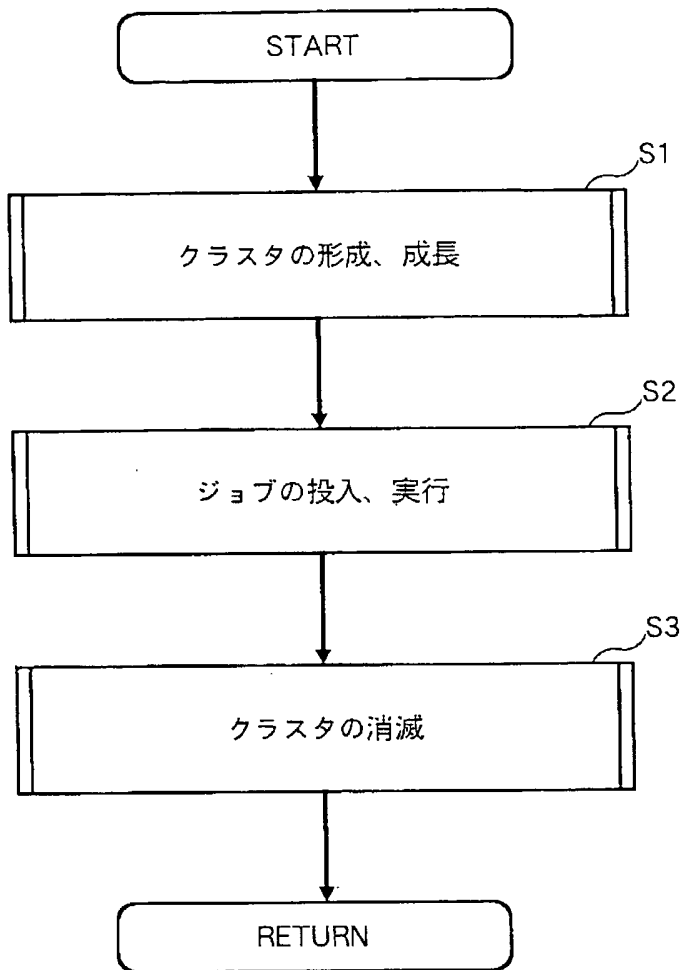 START
S1
クラスタの形成、成長
S2
ジョブの投入、実行
S3
クラスタの消滅
RETURN